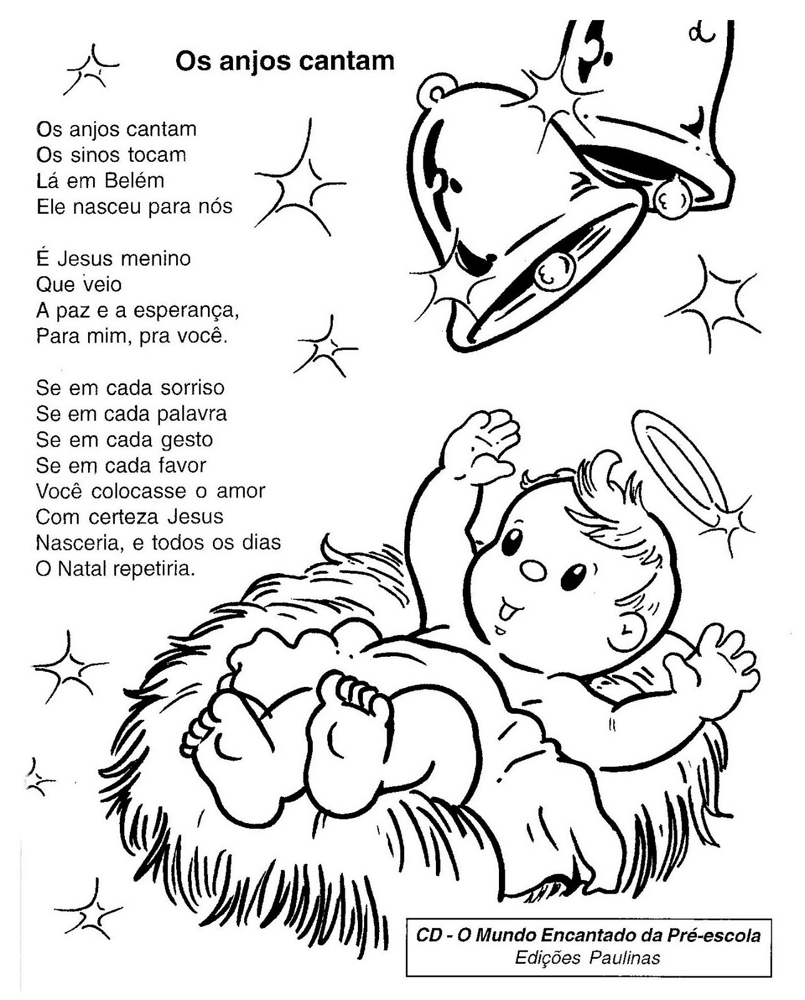 Os anjos cantam
Os anjos cantam
Os sinos tocam
Lá em Belém
Ele nasceu para nós
É Jesus menino
Que veio
A paz e a esperança,
Para mim, pra você.
Se em cada sorriso
Se em cada palavra
Se em cada gesto
Se em cada favor
Você colocasse o amor
Com certeza Jesus
Nasceria, e todos os dias
O Natal repetiria.
CD - O Mundo Encantado da Pré-escola
Edições Paulinas